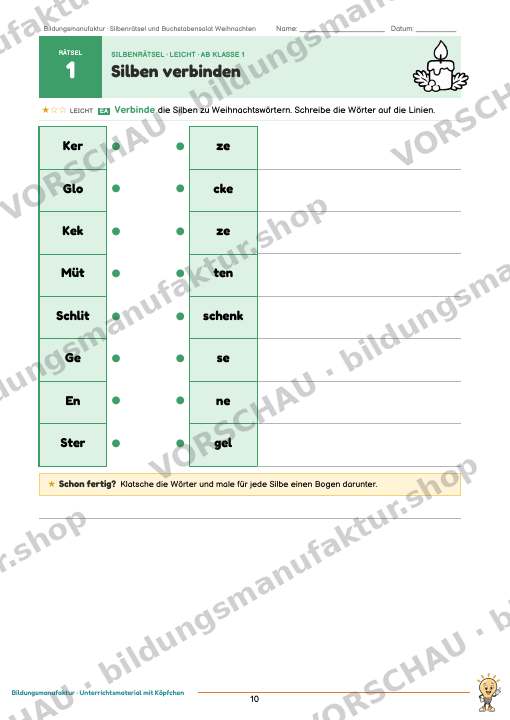 Bildungsmanufaktur · Silbenrätsel und Buchstabensalat Weihnachten Name: Datum:
RÄTSEL
1
SILBENRÄTSEL · LEICHT · AB KLASSE 1
Silben verbinden
★☆☆ LEICHT EA Verbinde die Silben zu Weihnachtswörtern. Schreibe die Wörter auf die Linien.
Ker ze
Glo cke
Kek ze
Müt ten
Schlit schenk
Ge se
En ne
Ster gel
★ Schon fertig? Klatsche die Wörter und male für jede Silbe einen Bogen darunter.
Bildungsmanufaktur · Unterrichtsmaterial mit Köpfchen
10
VORSCHAU · bildungsmanufaktur.shop